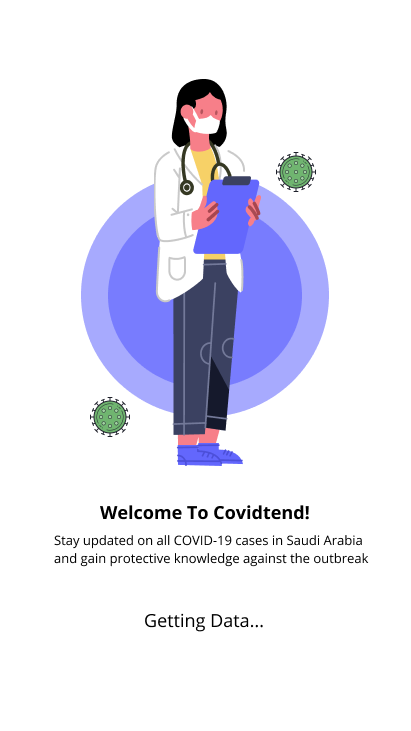 Welcome To Covidtend!
Stay updated on all COVID-19 cases in Saudi Arabia
and gain protective knowledge against the outbreak
Getting Data...